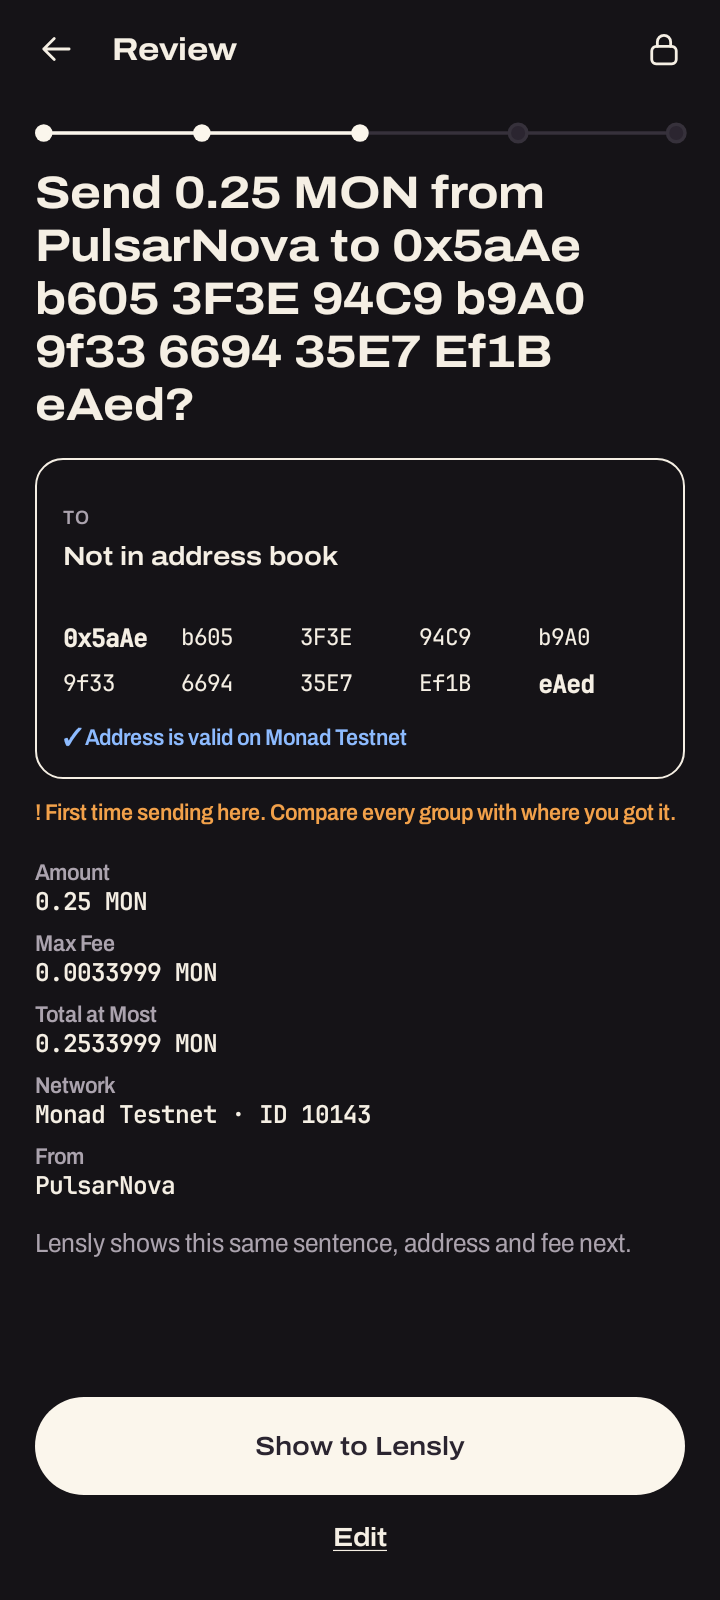 Review
Send 0.25 MON from
PulsarNova to 0x5aAe
b605 3F3E 94C9 b9A0
9f33 6694 35E7 Ef1B
eAed?
TO
Not in address book
0x5aAe b605 3F3E 94C9 b9A0
9f33 6694 35E7 Ef1B eAed
✓ Address is valid on Monad Testnet
! First time sending here. Compare every group with where you got it.
Amount
0.25 MON
Max Fee
0.0033999 MON
Total at Most
0.2533999 MON
Network
Monad Testnet · ID 10143
From
PulsarNova
Lensly shows this same sentence, address and fee next.
Show to Lensly
Edit